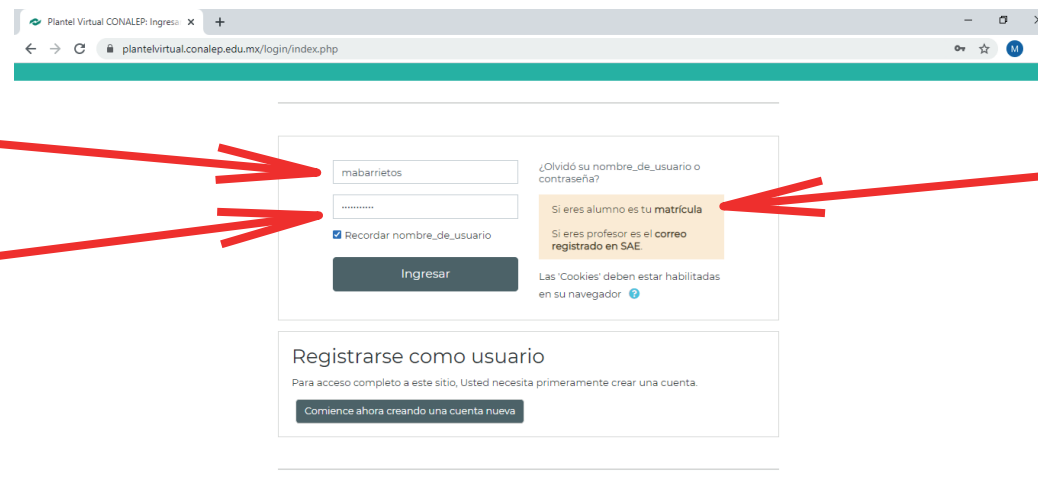 Plantel Virtual CONALEP: Ingresa
plantelvirtual.conalep.edu.mx/login/index.php
M
mabarrietos
•••••••••••
Recordar nombre_de_usuario
Ingresar
¿Olvidó su nombre_de_usuario o
contraseña?
Si eres alumno es tu matrícula
Si eres profesor es el correo
registrado en SAE.
Las 'Cookies' deben estar habilitadas
en su navegador
Registrarse como usuario
Para acceso completo a este sitio, Usted necesita primeramente crear una cuenta.
Comience ahora creando una cuenta nueva